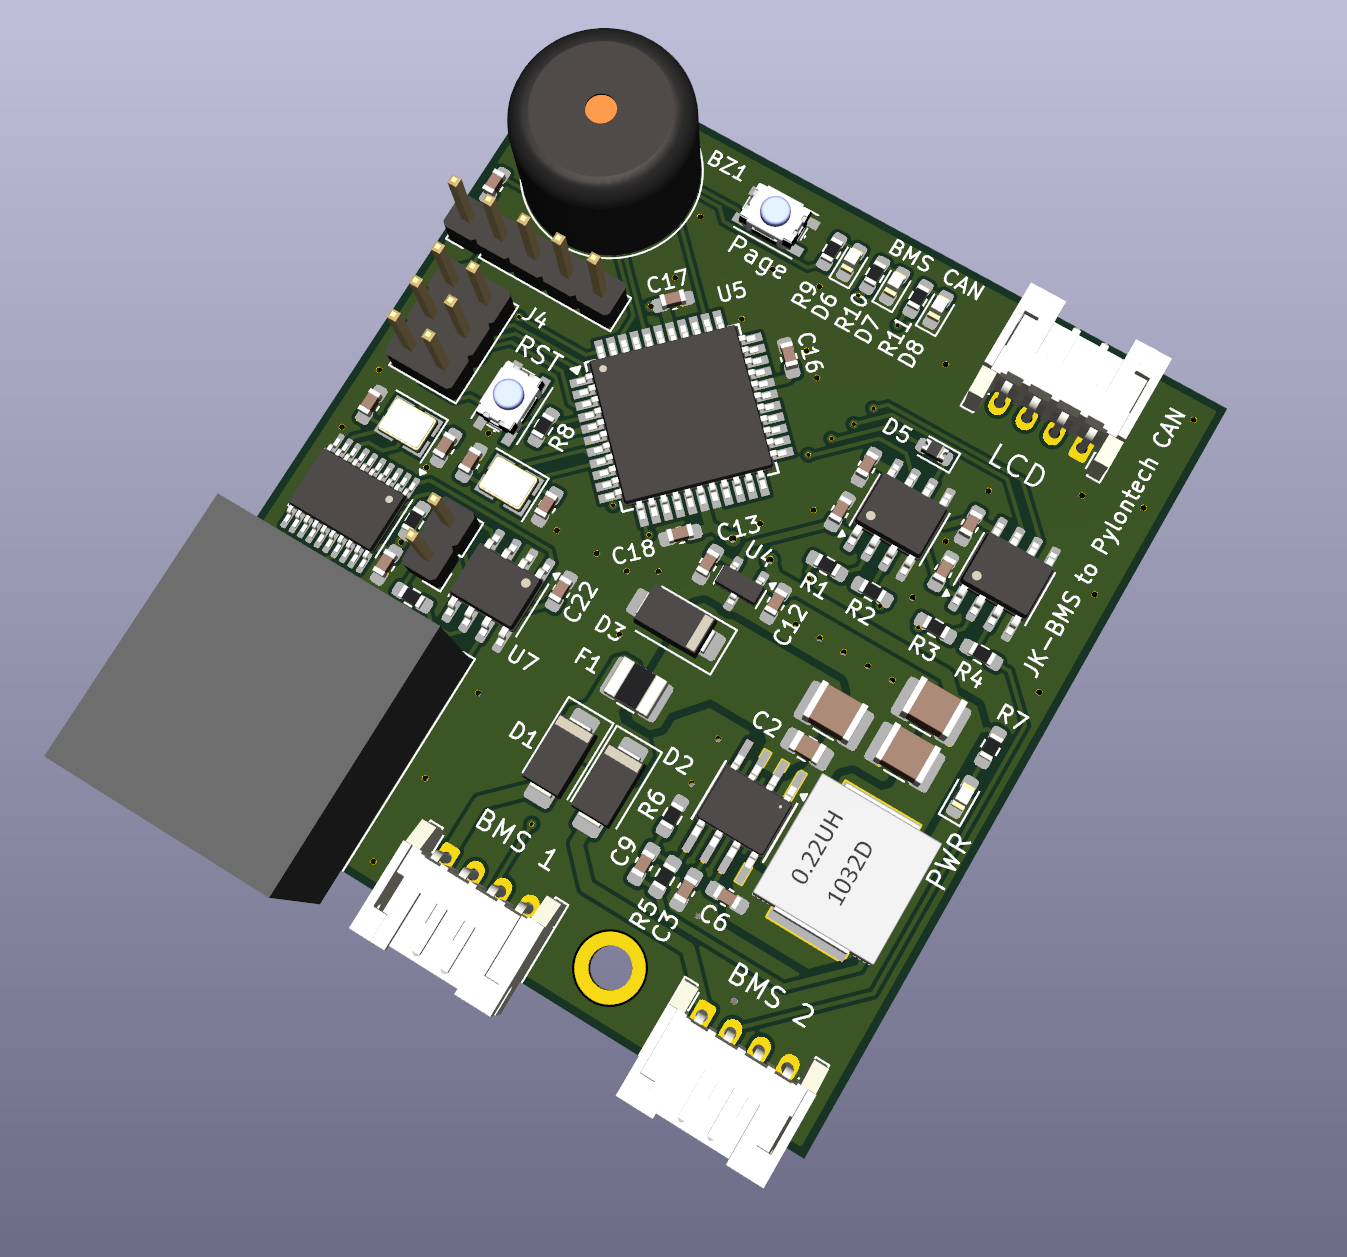 BZ1
Page
BMS CAN
R9
D6
R10
D7
R11
D8
C17
U5
C16
J4
RST
R8
D5
LCD
JK-BMS to Pylontech CAN
C18
C13
U4
C12
R1
R2
R3
R4
C22
U7
D3
F1
D1
D2
C2
R7
R6
C9
R5
C3
C6
0.22UH
1032D
PWR
BMS 1
BMS 2